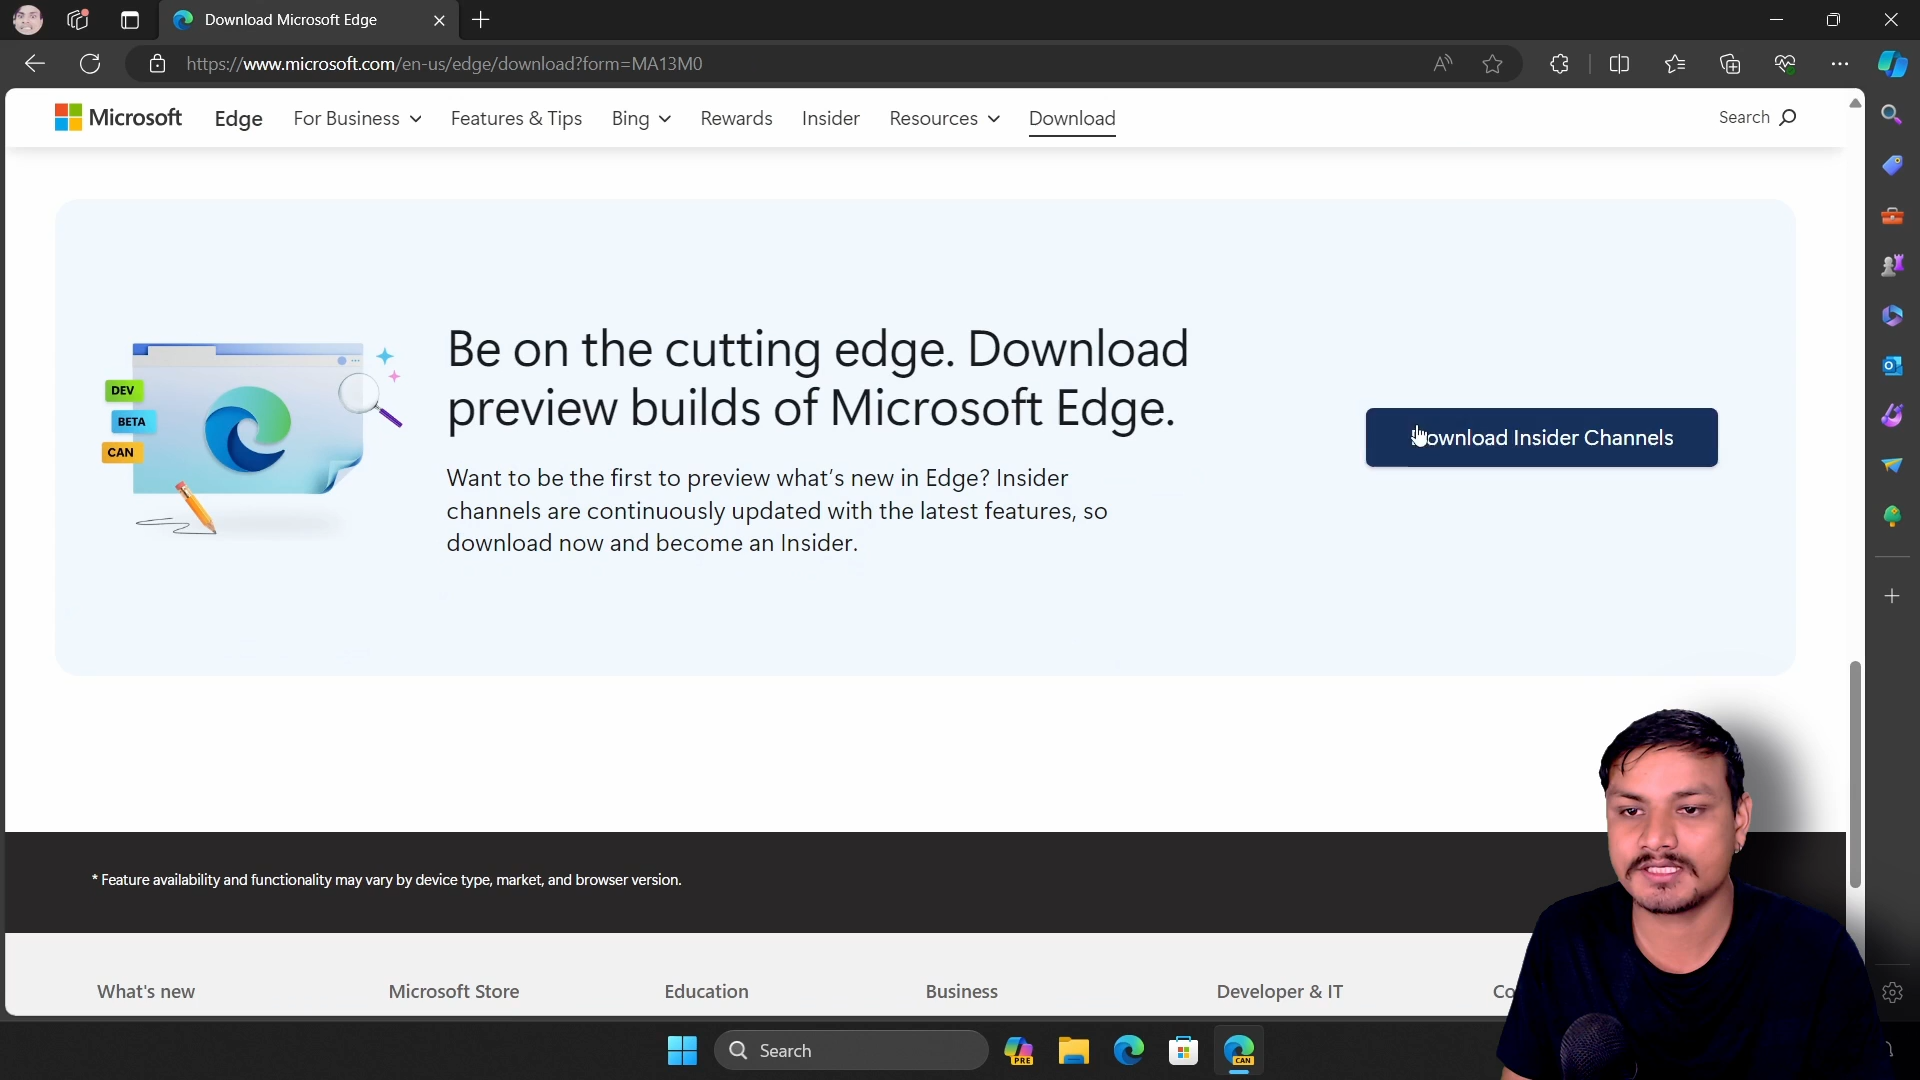 Download Microsoft Edge
https://www.microsoft.com/en-us/edge/download?form=MA13M0
Microsoft Edge For Business Features & Tips Bing Rewards Insider Resources Download Search
Be on the cutting edge. Download
preview builds of Microsoft Edge.
DEV
BETA
CAN
Download Insider Channels
Want to be the first to preview what's new in Edge? Insider
channels are continuously updated with the latest features, so
download now and become an Insider.
* Feature availability and functionality may vary by device type, market, and browser version.
What's new Microsoft Store Education Business Developer & IT
Search
PRE
CAN